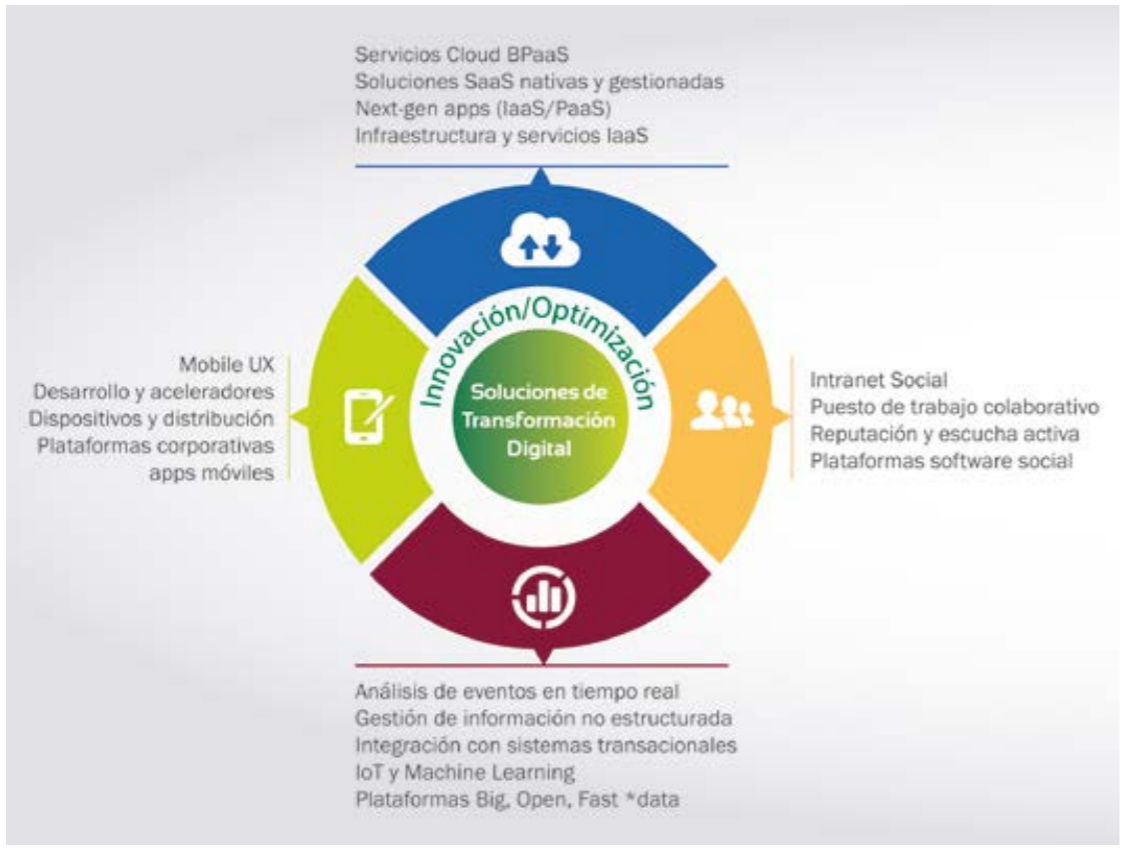 Servicios Cloud BPaaS
Soluciones SaaS nativas y gestionadas
Next-gen apps (IaaS/PaaS)
Infraestructura y servicios IaaS
Innovación/Optimización
Soluciones de
Transformación
Digital
Mobile UX
Desarrollo y aceleradores
Dispositivos y distribución
Plataformas corporativas
apps móviles
Intranet Social
Puesto de trabajo colaborativo
Reputación y escucha activa
Plataformas software social
Análisis de eventos en tiempo real
Gestión de información no estructurada
Integración con sistemas transacionales
IoT y Machine Learning
Plataformas Big, Open, Fast *data